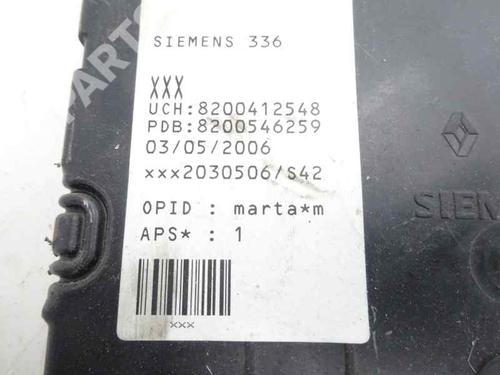 SIEMENS 336
XXX
UCH:8200412548
PDB:8200546259
03/05/2006
xxx2030506/S42
OPID : marta*m
APS* : 1
xxx
SIEM